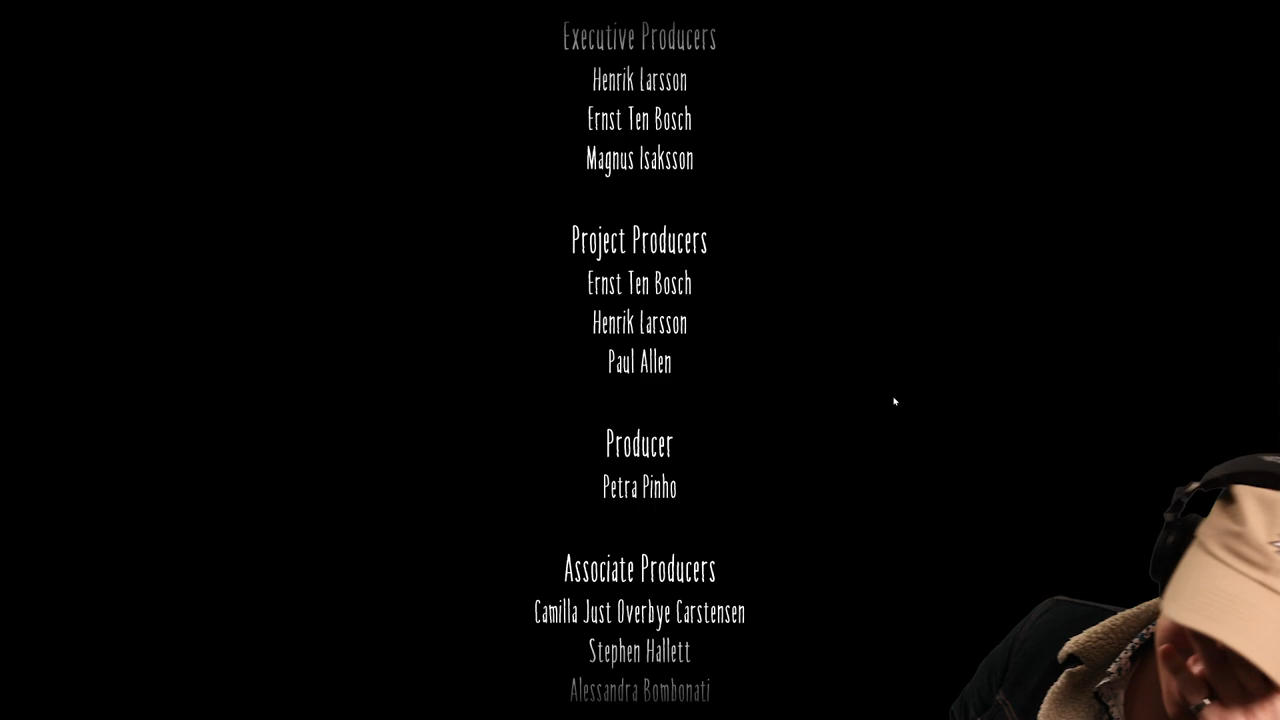 Executive Producers
Henrik Larsson
Ernst Ten Bosch
Magnus Isaksson
Project Producers
Ernst Ten Bosch
Henrik Larsson
Paul Allen
Producer
Petra Pinho
Associate Producers
Camilla Just Overbye Carstensen
Stephen Hallett
Alessandra Bombonati